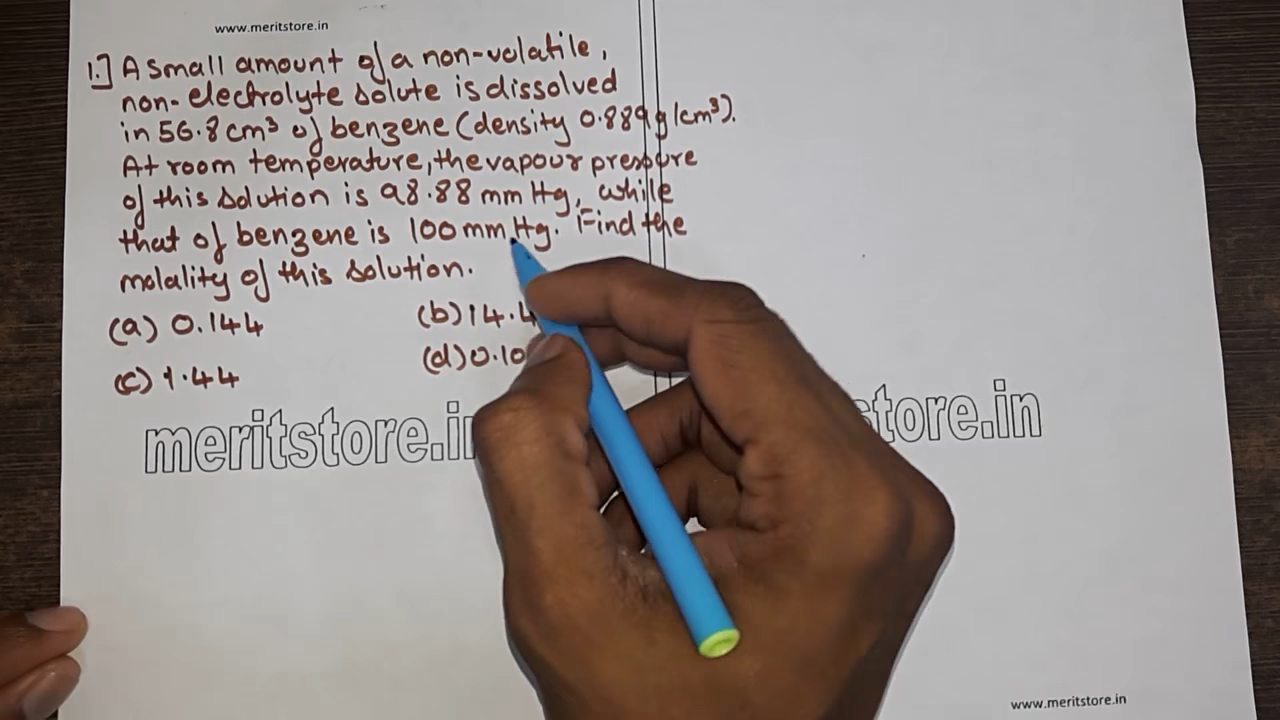 www.meritstore.in
1.] A small amount of a non-volatile,
non-electrolyte solute is dissolved
in 56.8 cm³ of benzene (density 0.889 g/cm³).
At room temperature, the vapour pressure
of this solution is 98.88 mm Hg, while
that of benzene is 100 mm Hg. Find the
molality of this solution.
(a) 0.144 (b) 14.4
(c) 1.44 (d) 0.10
meritstore.in store.in
www.meritstore.in